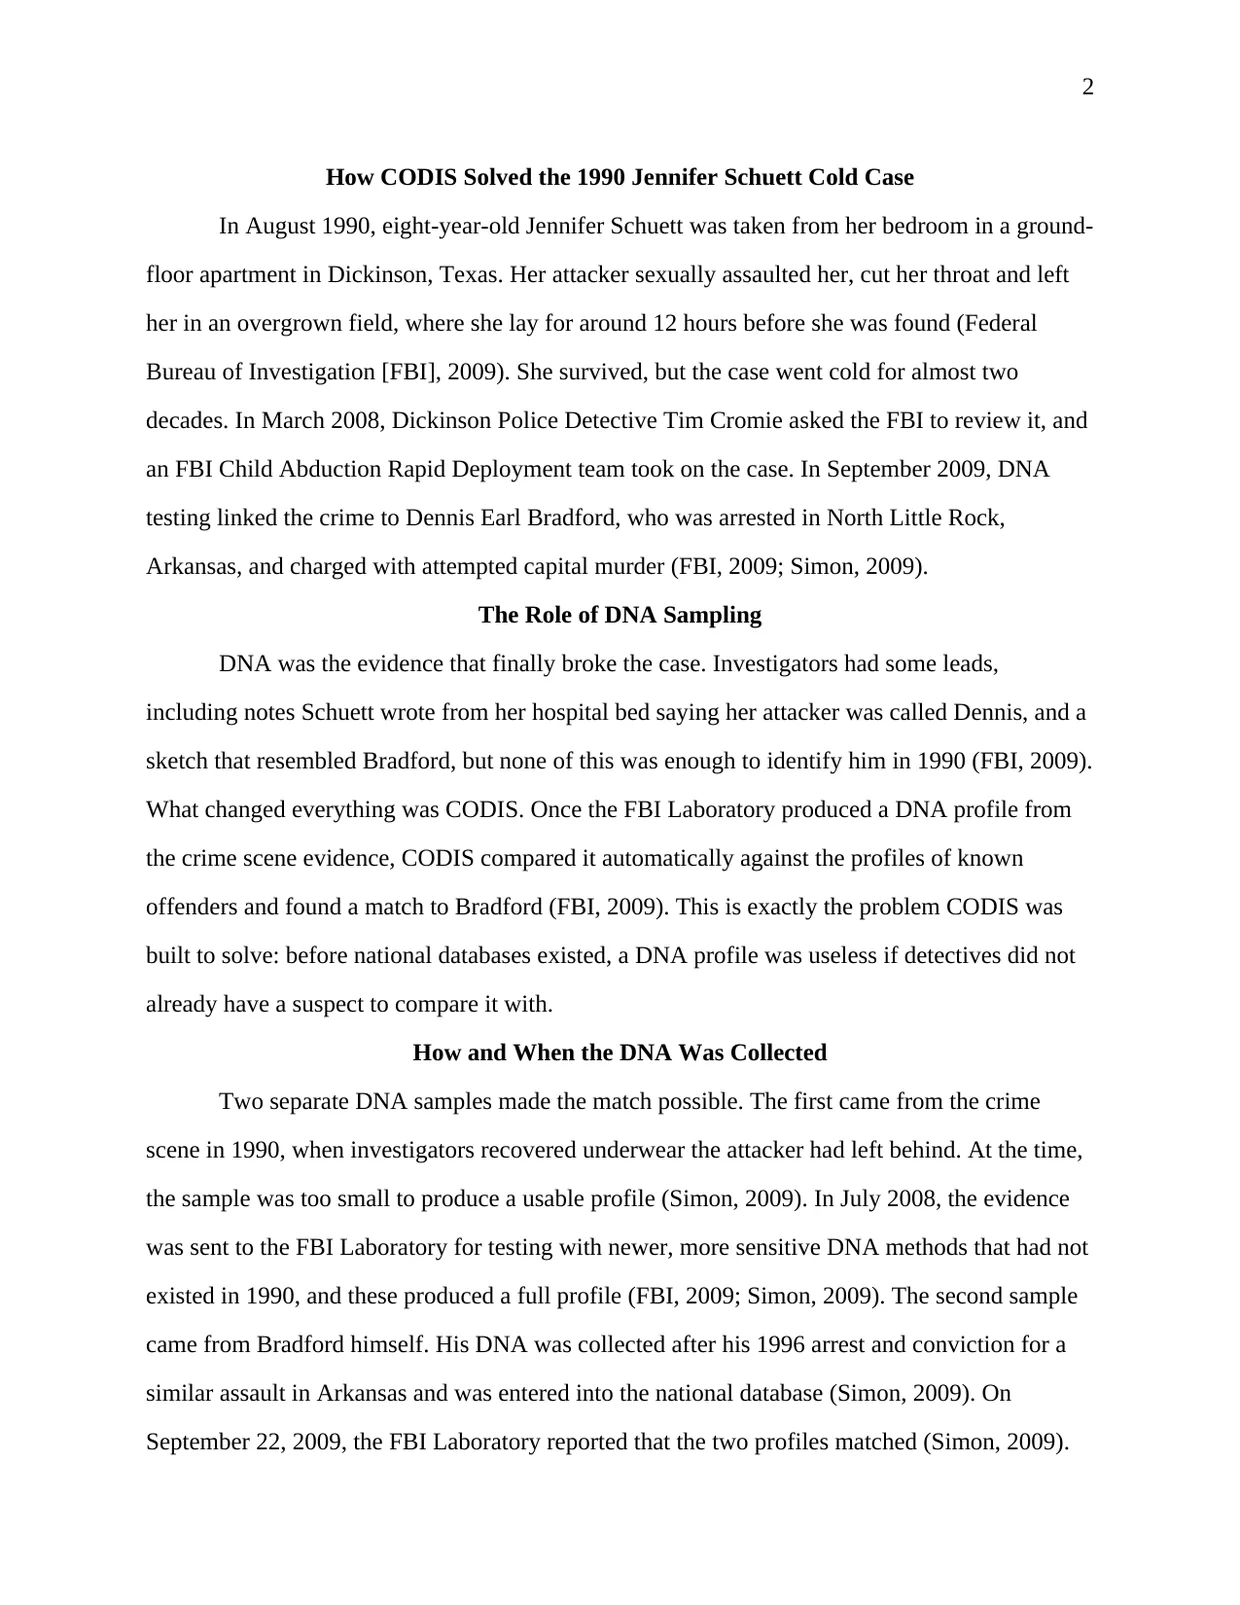 2
How CODIS Solved the 1990 Jennifer Schuett Cold Case
In August 1990, eight-year-old Jennifer Schuett was taken from her bedroom in a ground-
floor apartment in Dickinson, Texas. Her attacker sexually assaulted her, cut her throat and left
her in an overgrown field, where she lay for around 12 hours before she was found (Federal
Bureau of Investigation [FBI], 2009). She survived, but the case went cold for almost two
decades. In March 2008, Dickinson Police Detective Tim Cromie asked the FBI to review it, and
an FBI Child Abduction Rapid Deployment team took on the case. In September 2009, DNA
testing linked the crime to Dennis Earl Bradford, who was arrested in North Little Rock,
Arkansas, and charged with attempted capital murder (FBI, 2009; Simon, 2009).
The Role of DNA Sampling
DNA was the evidence that finally broke the case. Investigators had some leads,
including notes Schuett wrote from her hospital bed saying her attacker was called Dennis, and a
sketch that resembled Bradford, but none of this was enough to identify him in 1990 (FBI, 2009).
What changed everything was CODIS. Once the FBI Laboratory produced a DNA profile from
the crime scene evidence, CODIS compared it automatically against the profiles of known
offenders and found a match to Bradford (FBI, 2009). This is exactly the problem CODIS was
built to solve: before national databases existed, a DNA profile was useless if detectives did not
already have a suspect to compare it with.
How and When the DNA Was Collected
Two separate DNA samples made the match possible. The first came from the crime
scene in 1990, when investigators recovered underwear the attacker had left behind. At the time,
the sample was too small to produce a usable profile (Simon, 2009). In July 2008, the evidence
was sent to the FBI Laboratory for testing with newer, more sensitive DNA methods that had not
existed in 1990, and these produced a full profile (FBI, 2009; Simon, 2009). The second sample
came from Bradford himself. His DNA was collected after his 1996 arrest and conviction for a
similar assault in Arkansas and was entered into the national database (Simon, 2009). On
September 22, 2009, the FBI Laboratory reported that the two profiles matched (Simon, 2009).